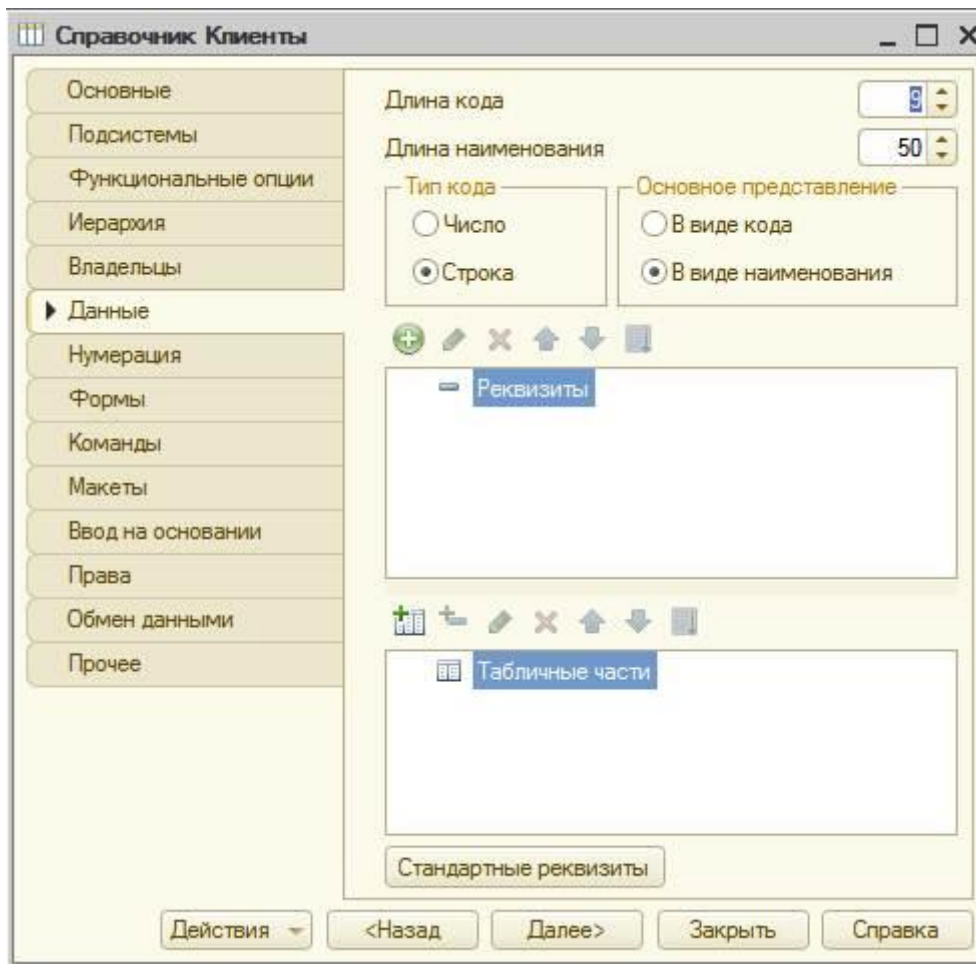 Справочник Клиенты
Основные
Подсистемы
Функциональные опции
Иерархия
Владельцы
Данные
Нумерация
Формы
Команды
Макеты
Ввод на основании
Права
Обмен данными
Прочее
Длина кода 9
Длина наименования 50
Тип кода
Число
Строка
Основное представление
В виде кода
В виде наименования
Реквизиты
Табличные части
Стандартные реквизиты
Действия <Назад Далее> Закрыть Справка